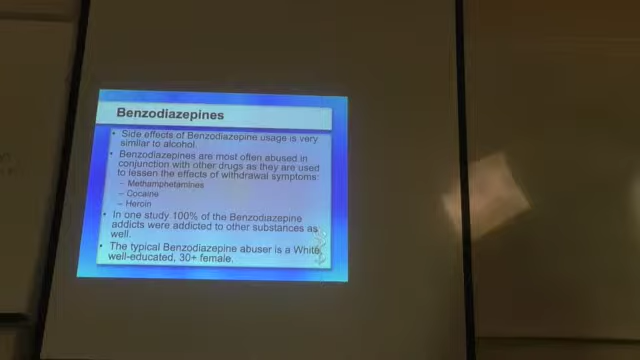 Benzodiazepines
• Side effects of Benzodiazepine usage is very
similar to alcohol.
• Benzodiazepines are most often abused in
conjunction with other drugs as they are used
to lessen the effects of withdrawal symptoms:
– Methamphetamines
– Cocaine
– Heroin
• In one study 100% of the Benzodiazepine
addicts were addicted to other substances as
well.
• The typical Benzodiazepine abuser is a White,
well-educated, 30+ female.